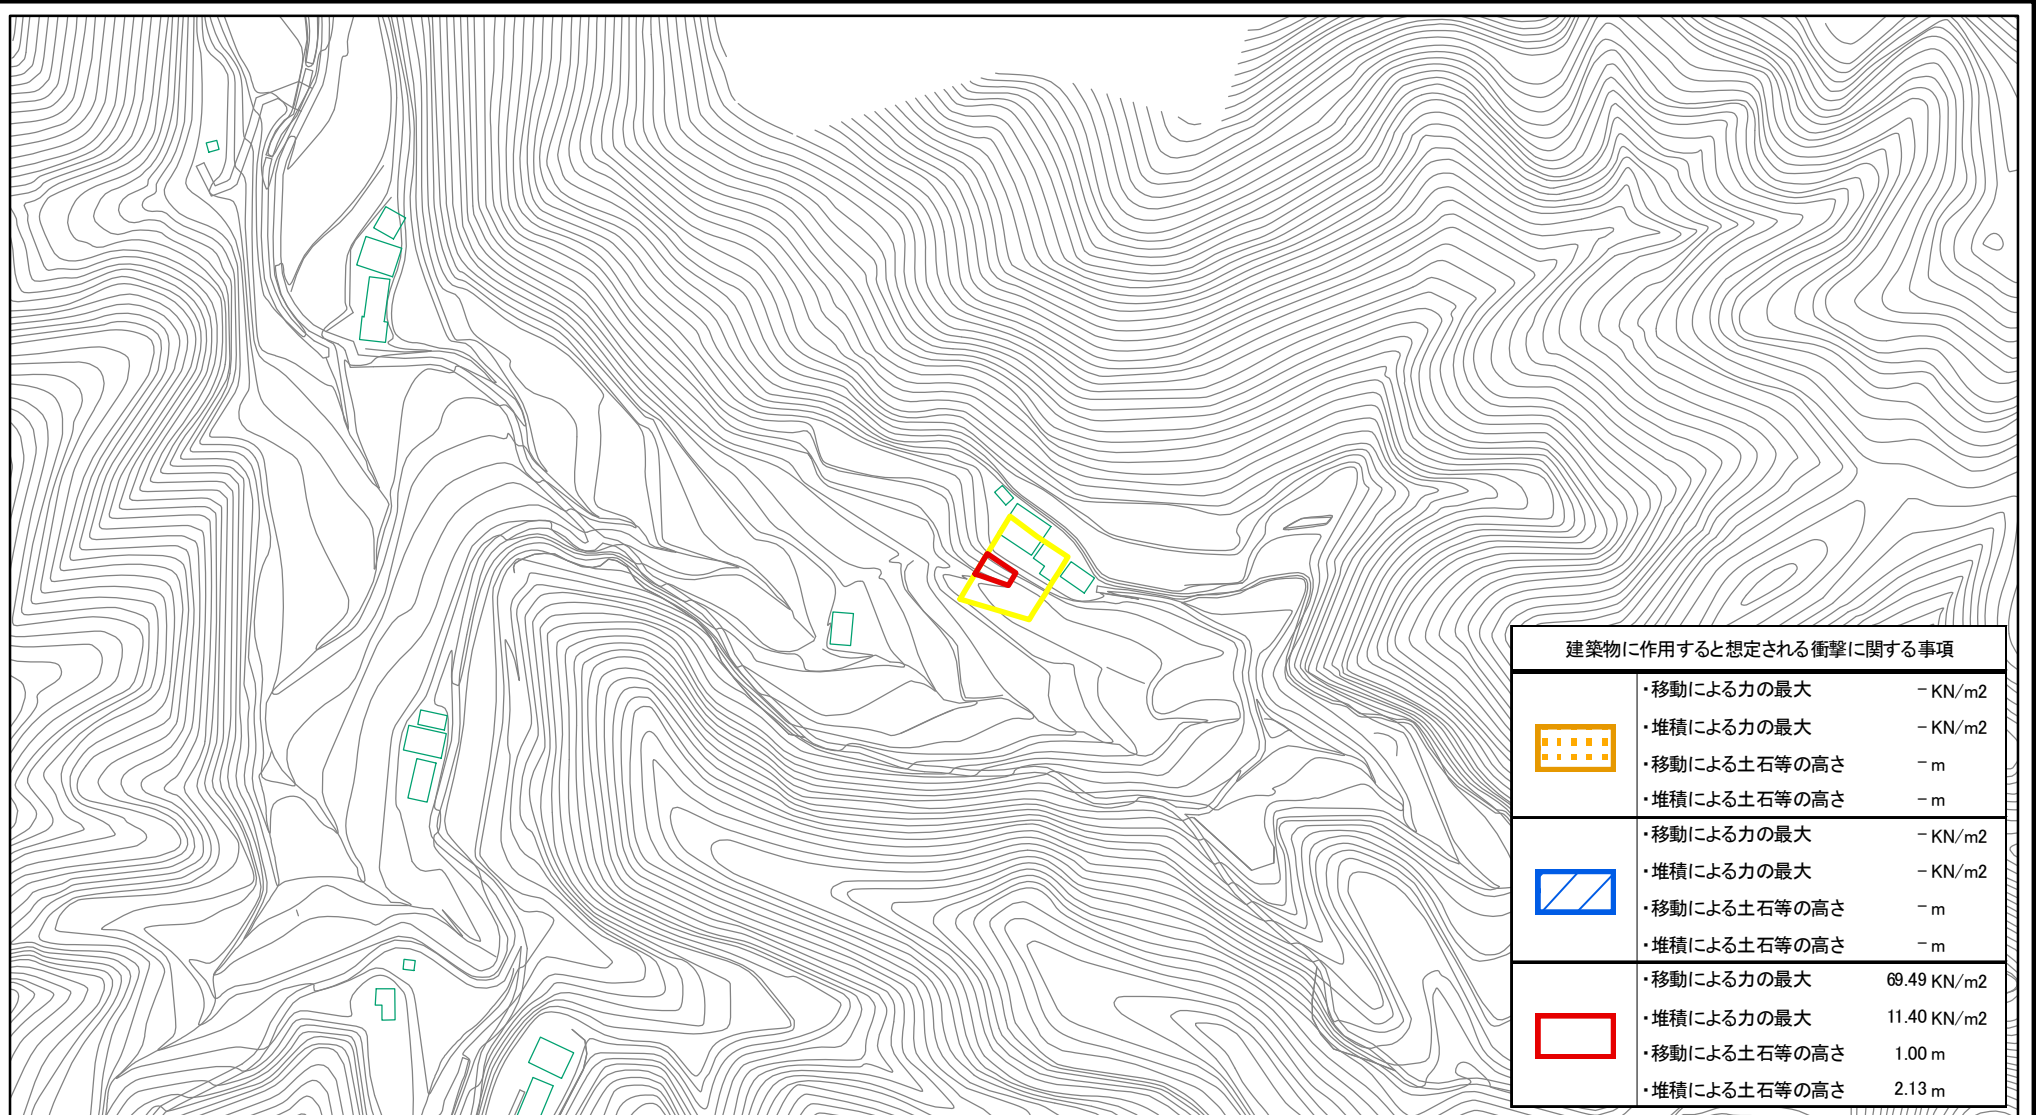 建築物に作用すると想定される衝撃に関する事項
・移動による力の最大 - KN/m2
・堆積による力の最大 - KN/m2
・移動による土石等の高さ - m
・堆積による土石等の高さ - m
・移動による力の最大 - KN/m2
・堆積による力の最大 - KN/m2
・移動による土石等の高さ - m
・堆積による土石等の高さ - m
・移動による力の最大 69.49 KN/m2
・堆積による力の最大 11.40 KN/m2
・移動による土石等の高さ 1.00 m
・堆積による土石等の高さ 2.13 m